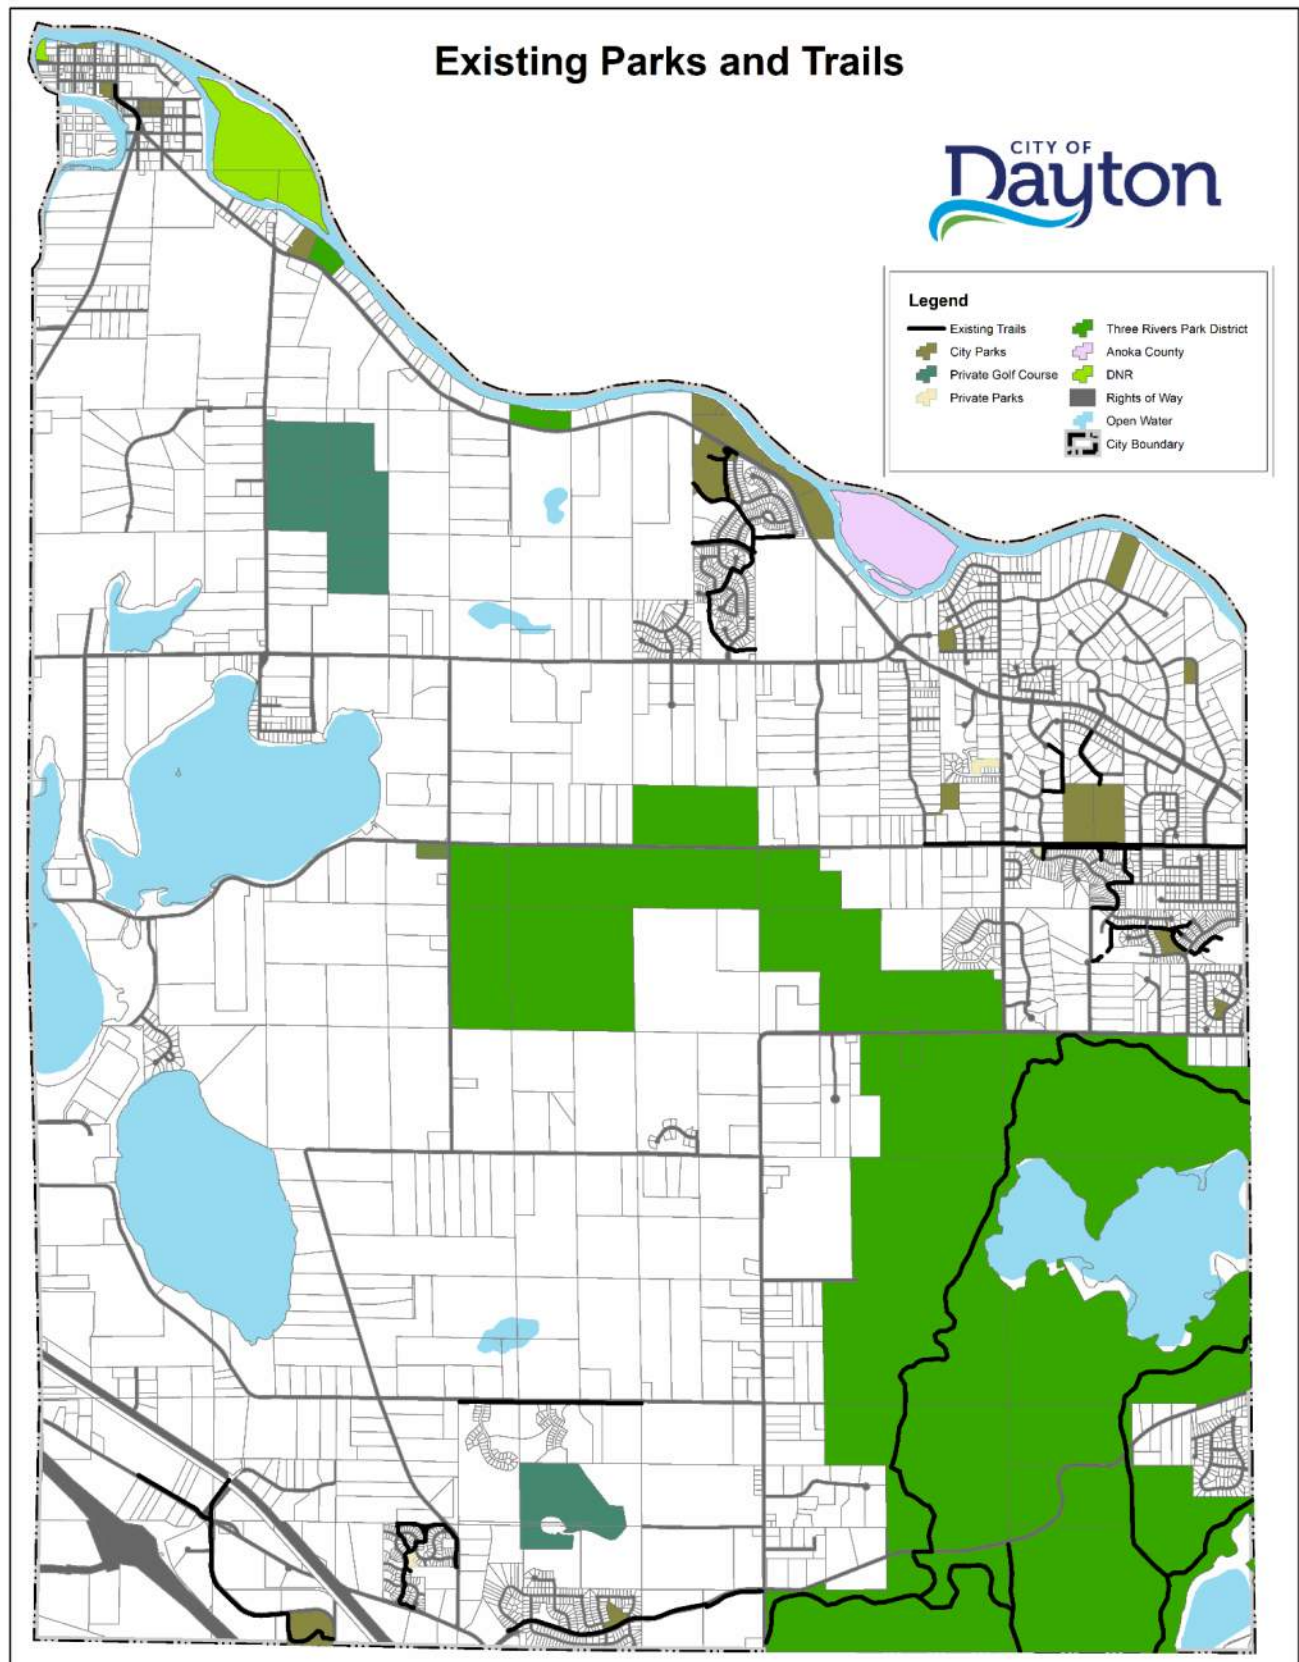 Existing Parks and Trails
CITY OF
Dayton
Legend
Existing Trails
City Parks
Private Golf Course
Private Parks
Three Rivers Park District
Anoka County
DNR
Rights of Way
Open Water
City Boundary